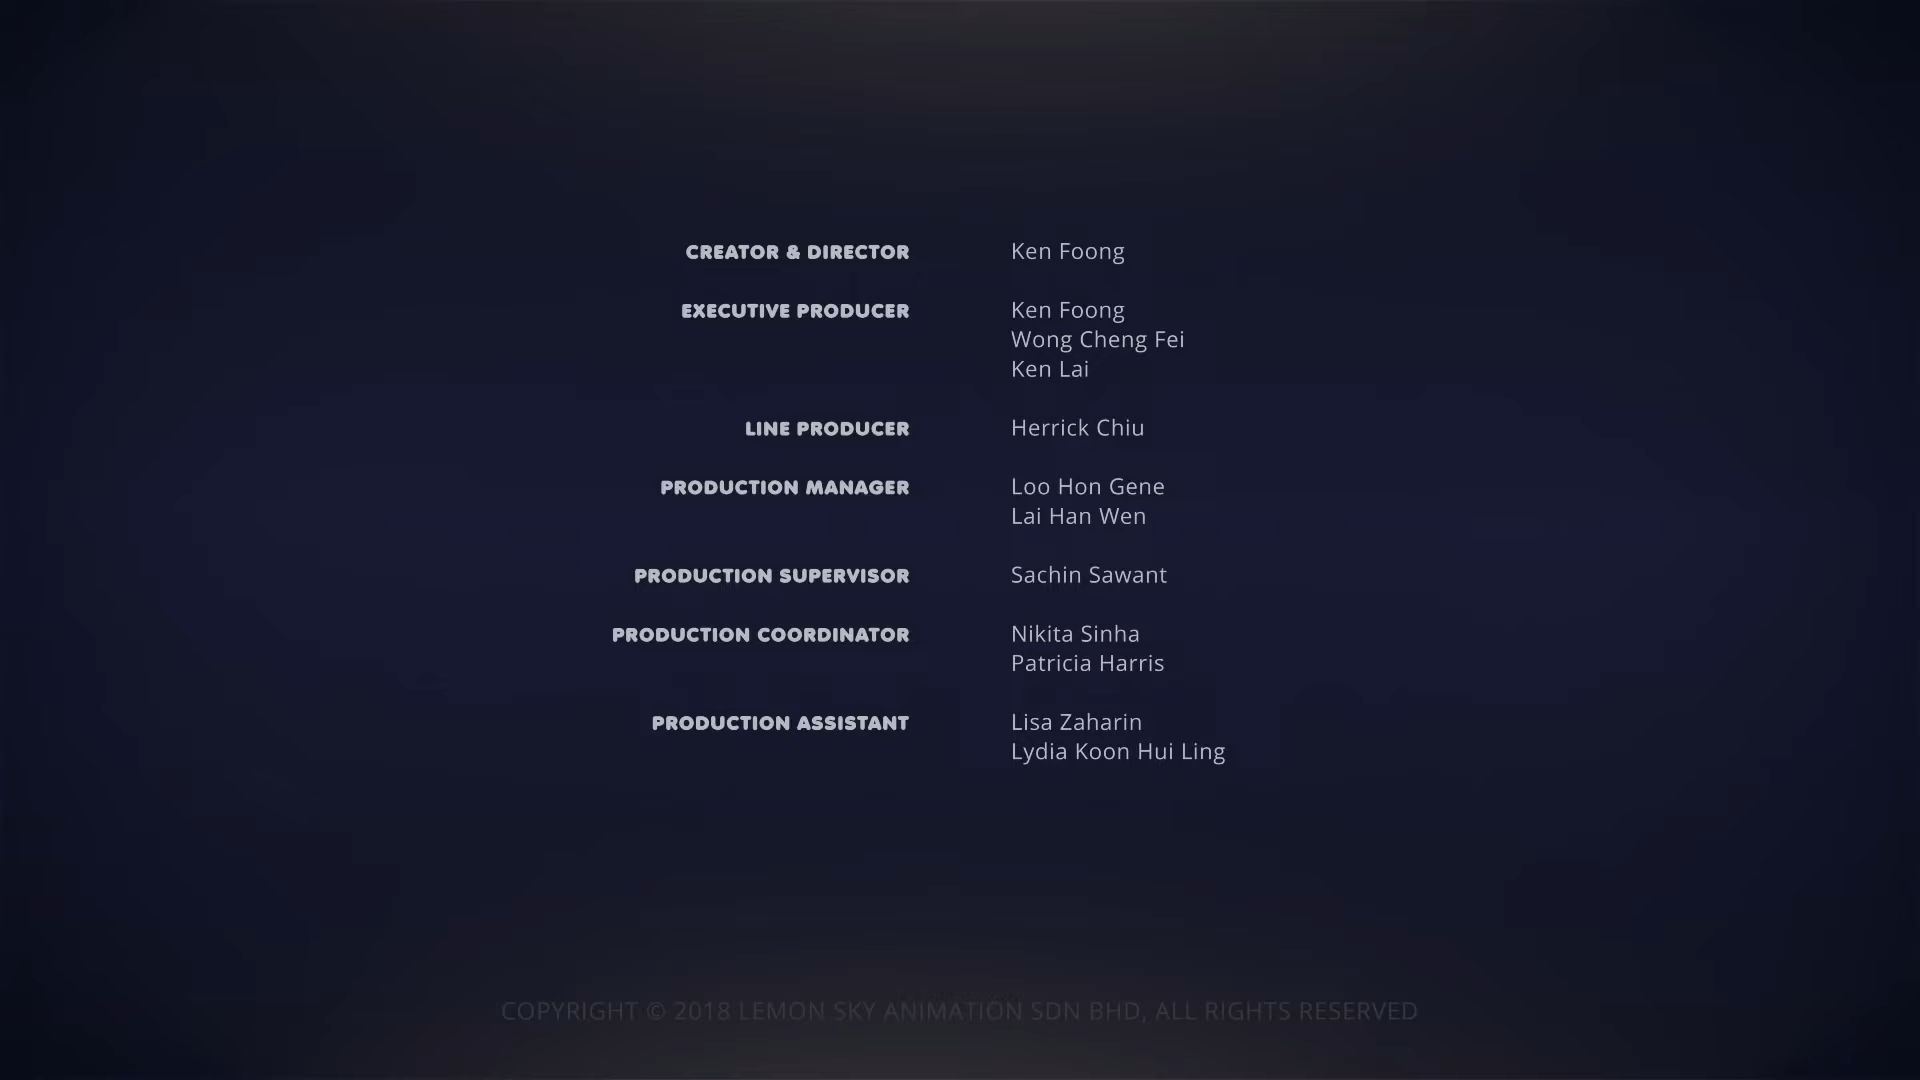 CREATOR & DIRECTOR Ken Foong
EXECUTIVE PRODUCER Ken Foong
Wong Cheng Fei
Ken Lai
LINE PRODUCER Herrick Chiu
PRODUCTION MANAGER Loo Hon Gene
Lai Han Wen
PRODUCTION SUPERVISOR Sachin Sawant
PRODUCTION COORDINATOR Nikita Sinha
Patricia Harris
PRODUCTION ASSISTANT Lisa Zaharin
Lydia Koon Hui Ling
COPYRIGHT © 2018 LEMON SKY ANIMATION SDN BHD, ALL RIGHTS RESERVED